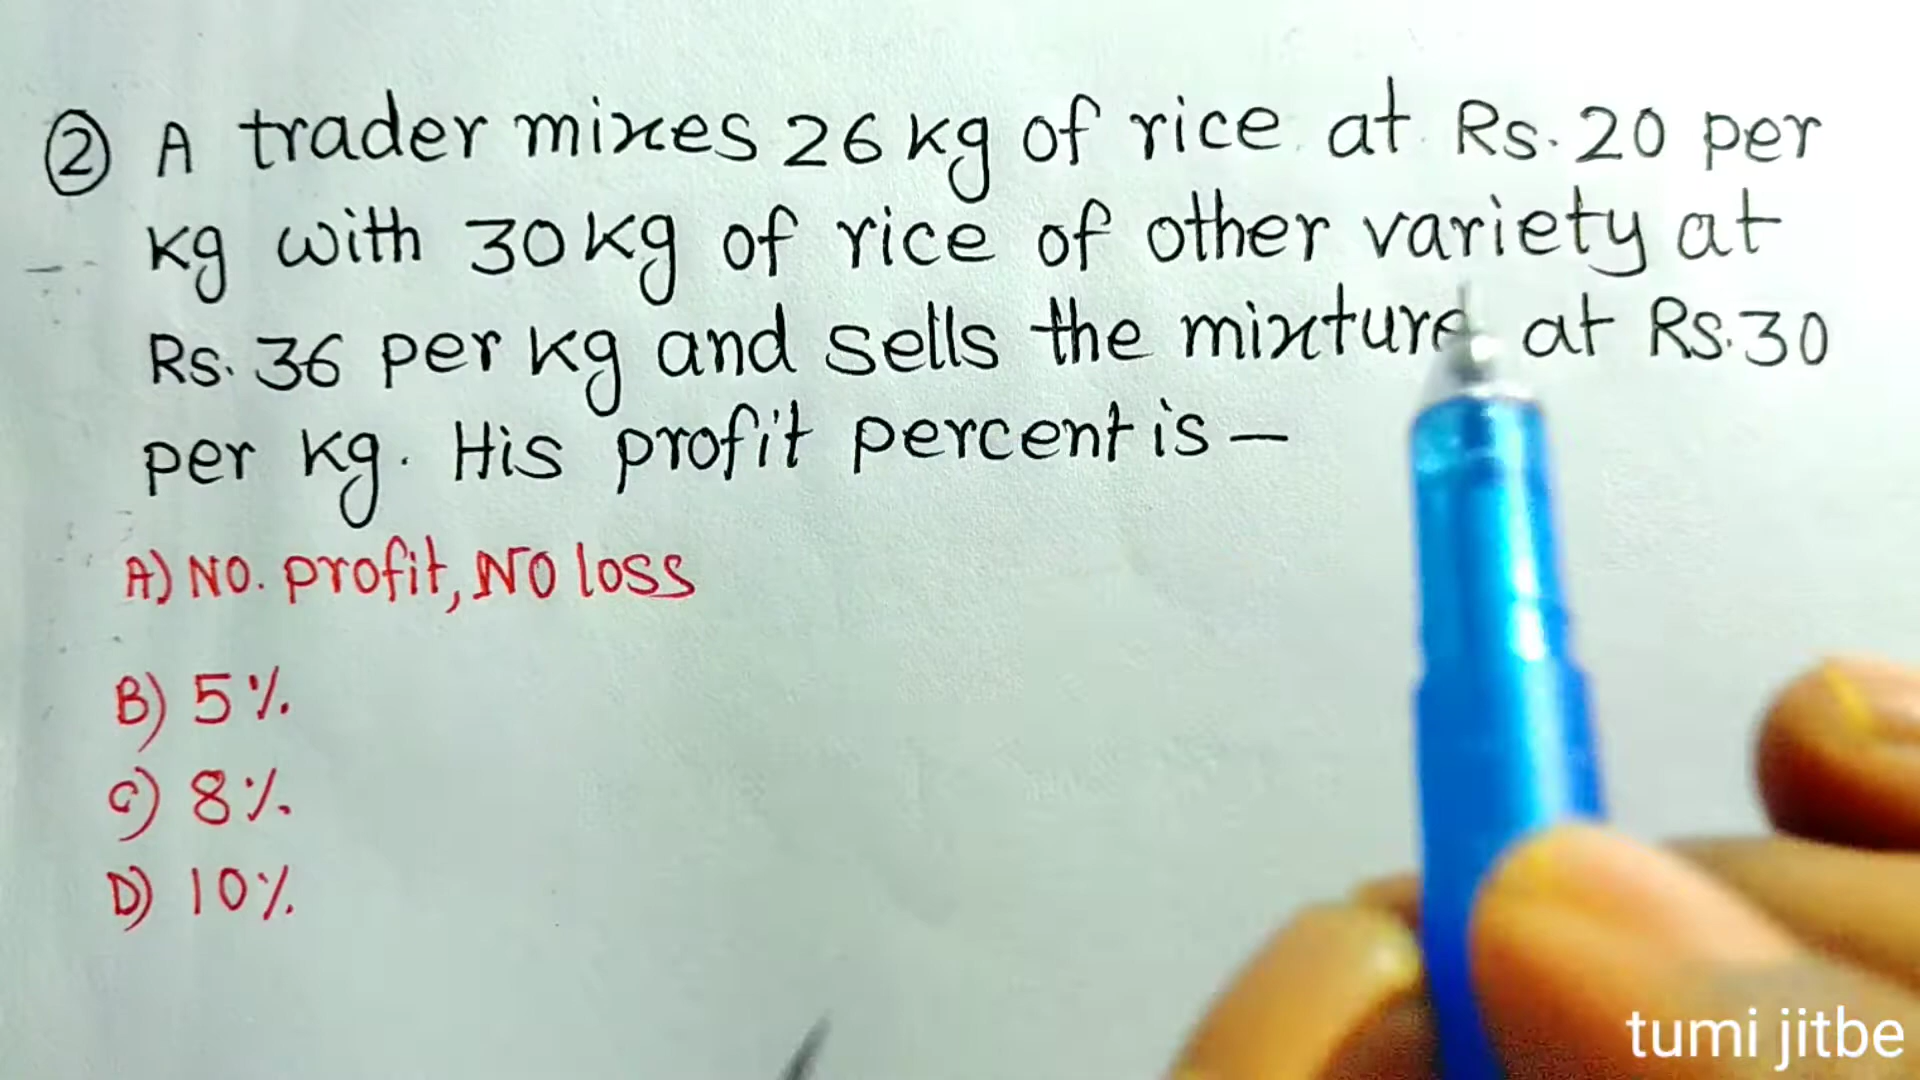 ② A trader mixes 26 kg of rice at Rs. 20 per
kg with 30 kg of rice of other variety at
Rs. 36 per kg and sells the mixture at Rs. 30
per kg. His profit percent is —
A) NO. profit, NO loss
B) 5%
C) 8%
D) 10%
tumi jitbe